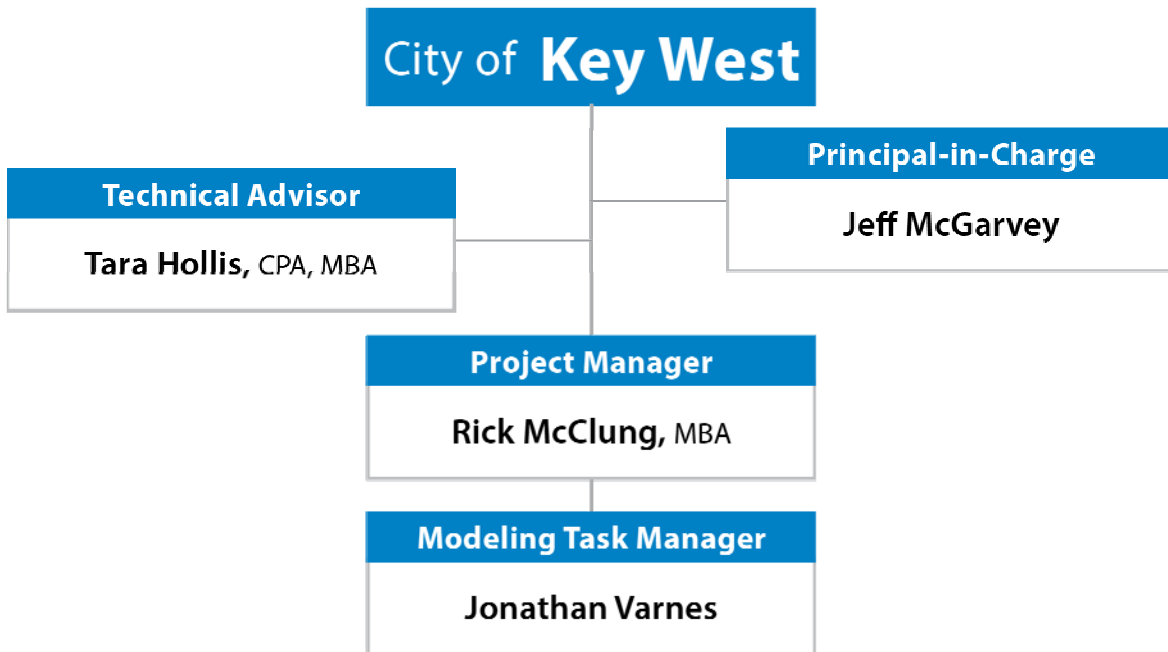 City of Key West
Principal-in-Charge
Jeff McGarvey
Technical Advisor
Tara Hollis, CPA, MBA
Project Manager
Rick McClung, MBA
Modeling Task Manager
Jonathan Varnes